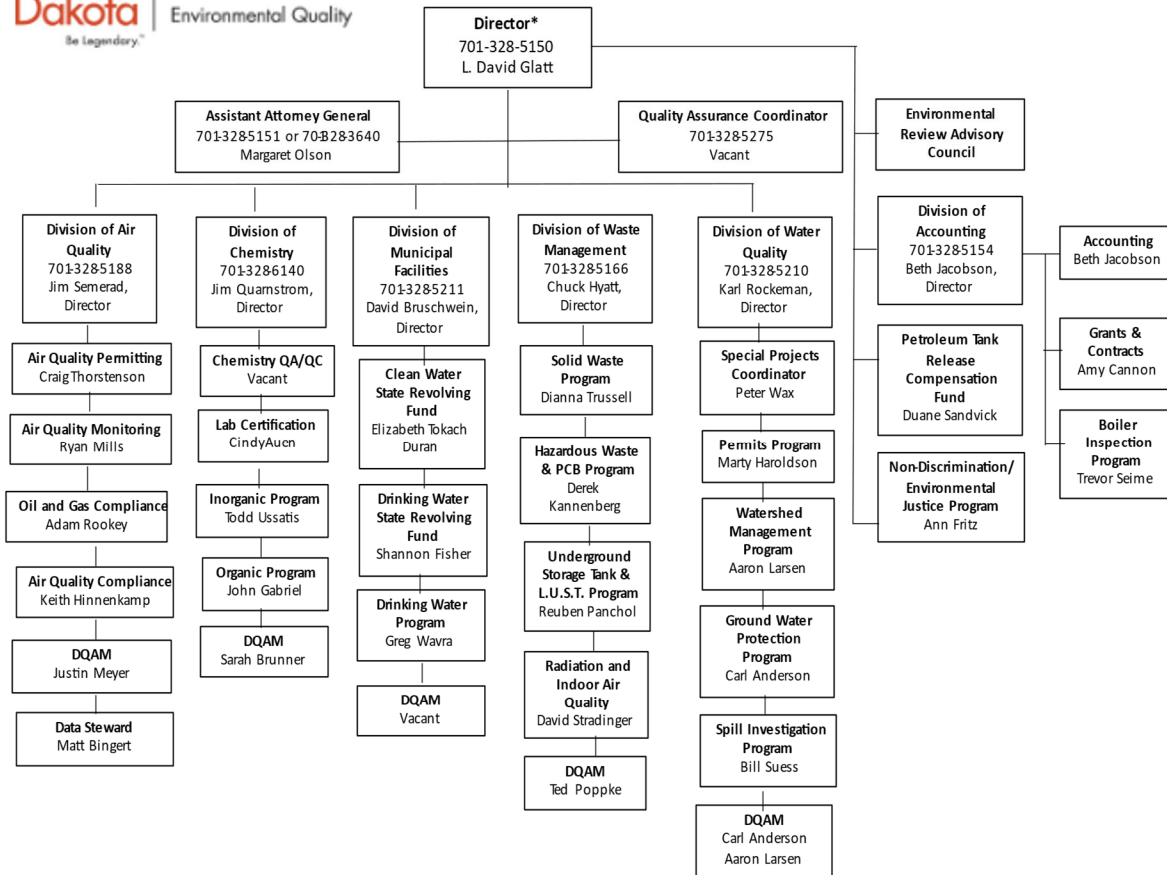 Dakota
Be Legendary.™
Environmental Quality
Director*
701-328-5150
L. David Glatt
Assistant Attorney General
701-328-5151 or 701-328-3640
Margaret Olson
Quality Assurance Coordinator
701-328-5275
Vacant
Environmental
Review Advisory
Council
Division of Air
Quality
701-328-5188
Jim Semerad,
Director
Air Quality Permitting
Craig Thorstenson
Air Quality Monitoring
Ryan Mills
Oil and Gas Compliance
Adam Rookey
Air Quality Compliance
Keith Hinnenkamp
DQAM
Justin Meyer
Data Steward
Matt Bingert
Division of
Chemistry
701-328-6140
Jim Quarnstrom,
Director
Chemistry QA/QC
Vacant
Lab Certification
Cindy Auen
Inorganic Program
Todd Ussatis
Organic Program
John Gabriel
DQAM
Sarah Brunner
Division of
Municipal
Facilities
701-328-5211
David Bruschwein,
Director
Clean Water
State Revolving
Fund
Elizabeth Tokach
Duran
Drinking Water
State Revolving
Fund
Shannon Fisher
Drinking Water
Program
Greg Wavra
DQAM
Vacant
Division of Waste
Management
701-328-5166
Chuck Hyatt,
Director
Solid Waste
Program
Dianna Trussell
Hazardous Waste
& PCB Program
Derek
Kannenberg
Underground
Storage Tank &
L.U.S.T. Program
Reuben Panchol
Radiation and
Indoor Air
Quality
David Stradinger
DQAM
Ted Poppke
Division of Water
Quality
701-328-5210
Karl Rockeman,
Director
Special Projects
Coordinator
Peter Wax
Permits Program
Marty Haroldson
Watershed
Management
Program
Aaron Larsen
Ground Water
Protection
Program
Carl Anderson
Spill Investigation
Program
Bill Suess
DQAM
Carl Anderson
Aaron Larsen
Division of
Accounting
701-328-5154
Beth Jacobson,
Director
Petroleum Tank
Release
Compensation
Fund
Duane Sandvick
Non-Discrimination/
Environmental
Justice Program
Ann Fritz
Accounting
Beth Jacobson
Grants &
Contracts
Amy Cannon
Boiler
Inspection
Program
Trevor Seime